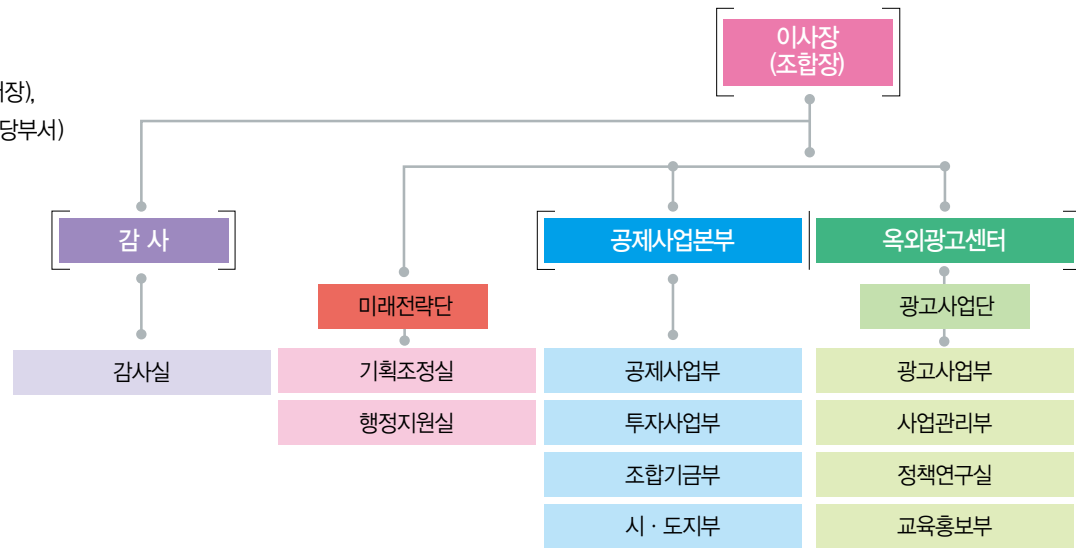 이사장
(조합장)
장),
당부서)
감 사
공제사업본부
옥외광고센터
미래전략단
광고사업단
감사실
기획조정실
공제사업부
광고사업부
행정지원실
투자사업부
사업관리부
조합기금부
정책연구실
시 · 도지부
교육홍보부